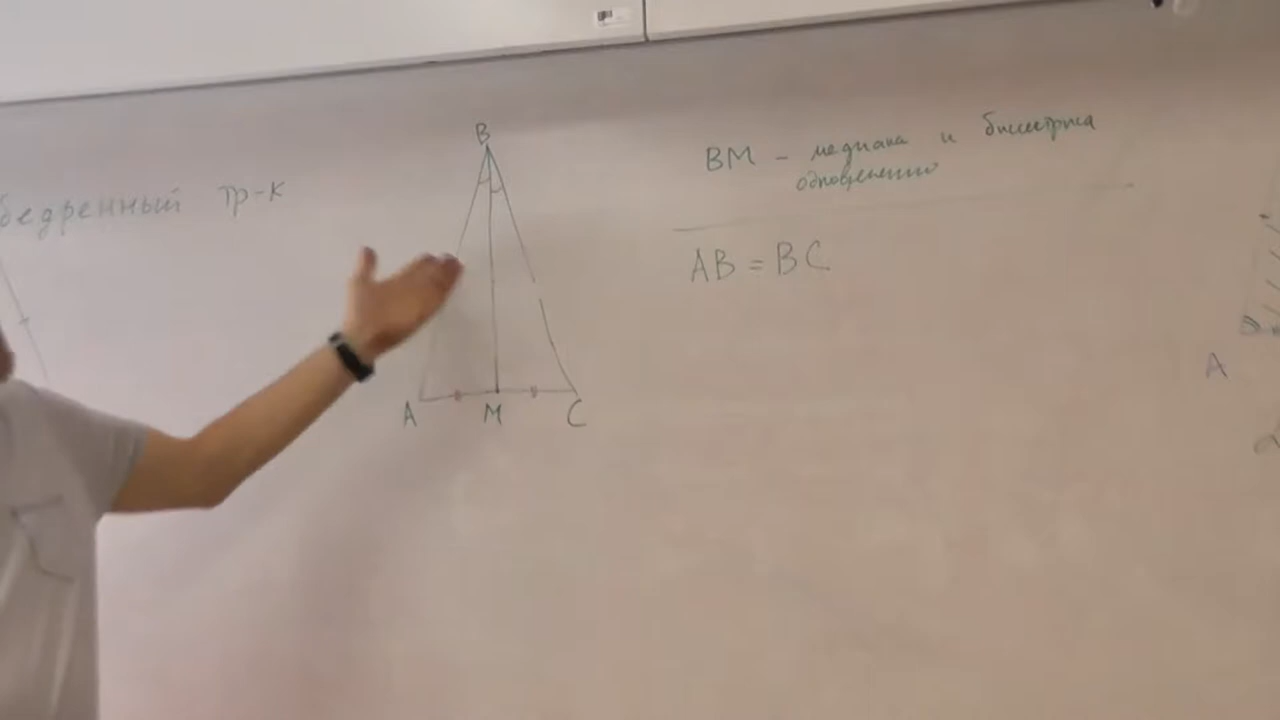 бедренный тр-к
B
A M C
BM - медиана и биссектриса
одновременно
AB = BC
A